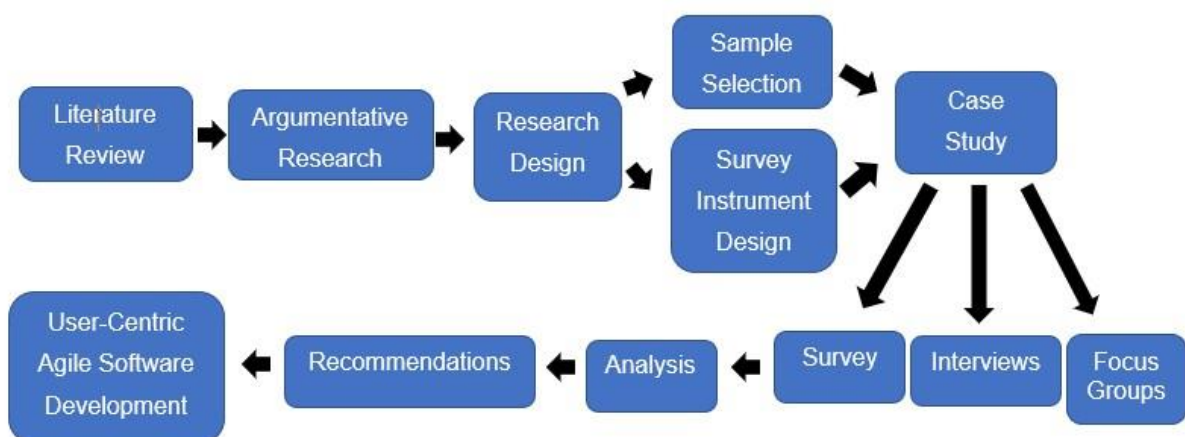 Literature
Review
Argumentative
Research
Research
Design
Sample
Selection
Survey
Instrument
Design
Case
Study
Survey
Interviews
Focus
Groups
Analysis
Recommendations
User-Centric
Agile Software
Development